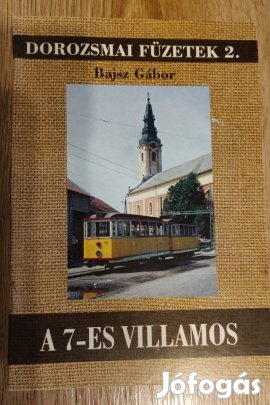 DOROZSMAI FÜZETEK 2.
Bajsz Gábor
A 7-ES VILLAMOS
Jófogás